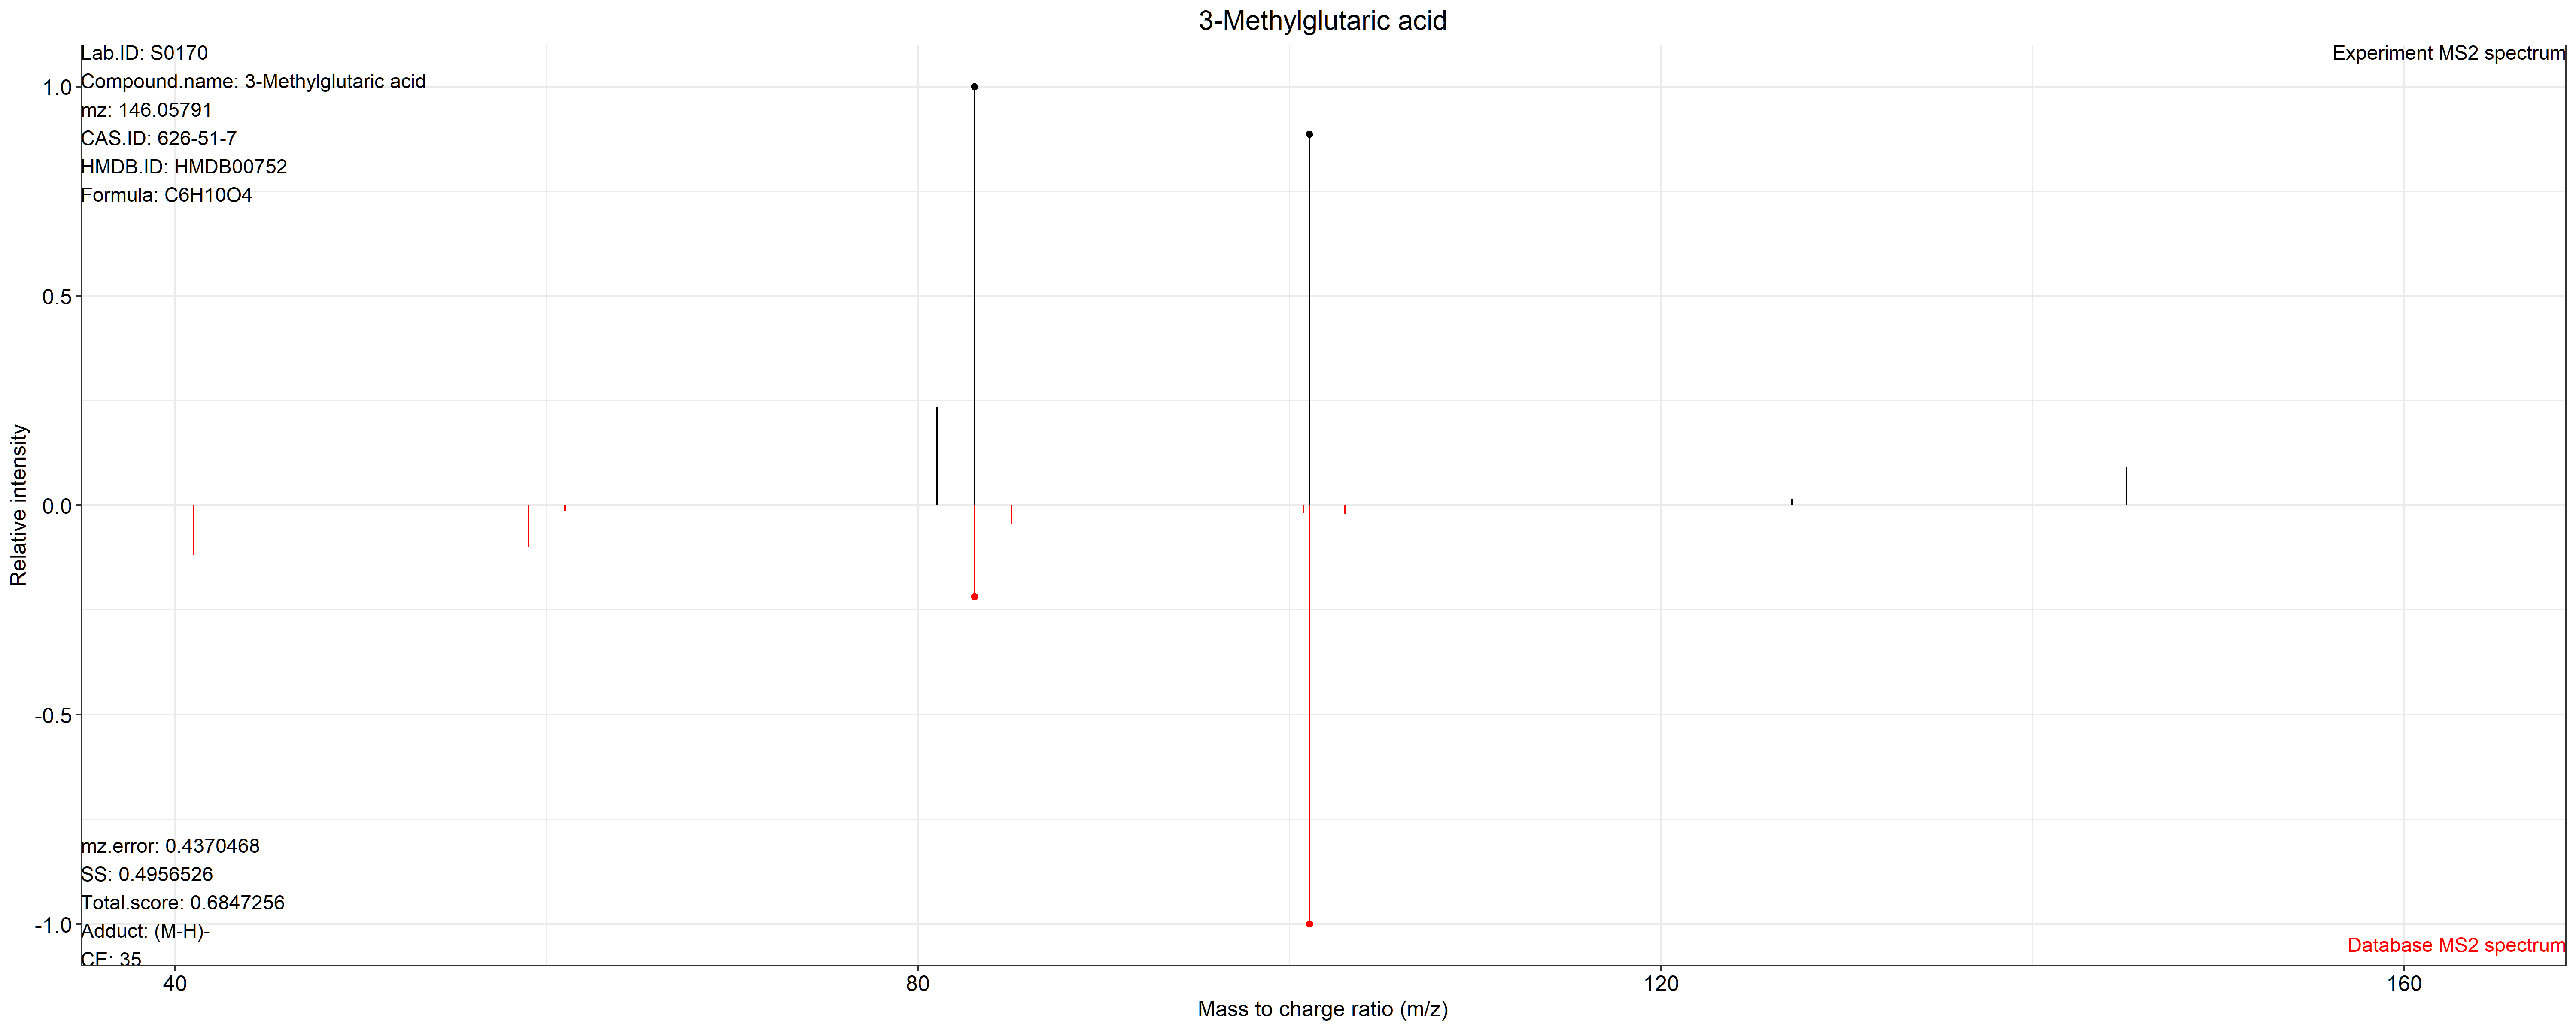 3-Methylglutaric acid
Lab.ID: S0170
Compound.name: 3-Methylglutaric acid
mz: 146.05791
CAS.ID: 626-51-7
HMDB.ID: HMDB00752
Formula: C6H10O4
Experiment MS2 spectrum
1.0
0.5
0.0
-0.5
-1.0
Relative intensity
mz.error: 0.4370468
SS: 0.4956526
Total.score: 0.6847256
Adduct: (M-H)-
CE: 35
Database MS2 spectrum
40
80
120
160
Mass to charge ratio (m/z)